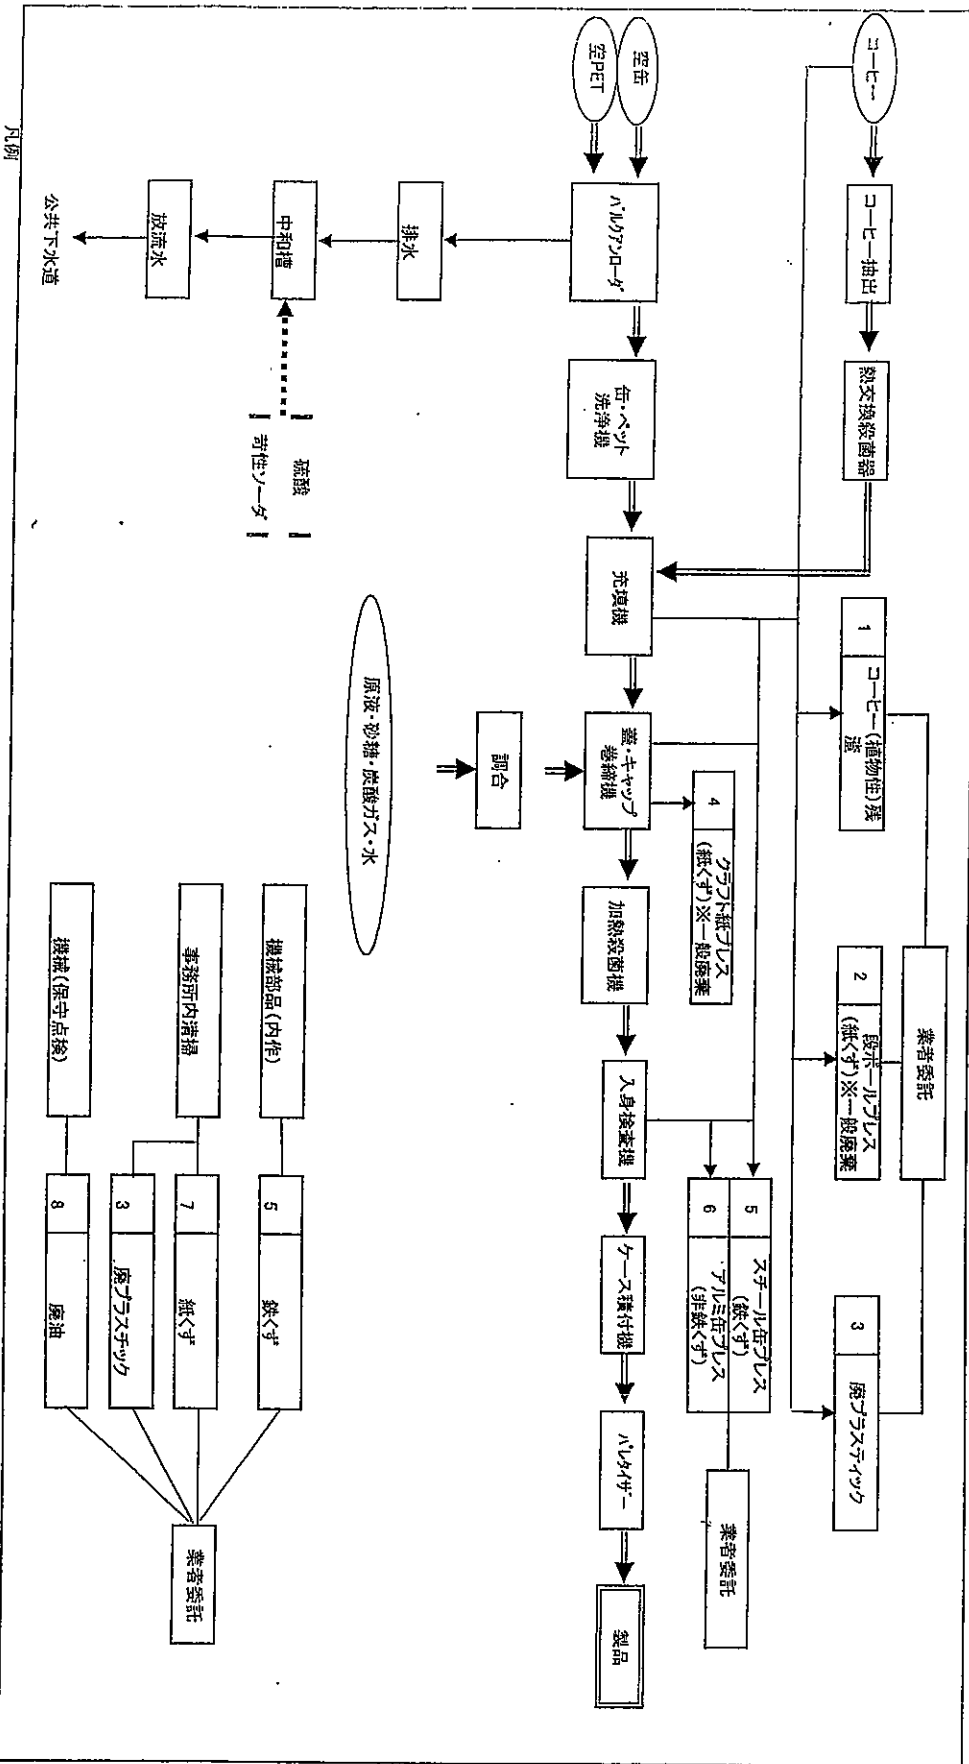 コーヒー
コーヒー抽出
熱交換殺菌器
1
コーヒー(植物性)残
渣
2
段ボールプレス
(紙くず)※一般廃棄
3
廃プラスティック
業者委託
4
クラフト紙プレス
(紙くず)※一般廃棄
5
スチール缶プレス
(鉄くず)
6
アルミ缶プレス
(非鉄くず)
業者委託
空缶
空PET
バルクアンローダ
缶・ペット
洗浄機
充填機
蓋・キャップ
巻締機
加熱殺菌機
入身検査機
ケース積付機
パレタイザー
製品
調合
原液・砂糖・炭酸ガス・水
排水
中和槽
放流水
公共下水道
硫酸
苛性ソーダ
機械部品(内作)
5
鉄くず
事務所内清掃
7
紙くず
3
廃プラスチック
機械(保守点検)
8
廃油
業者委託
凡例